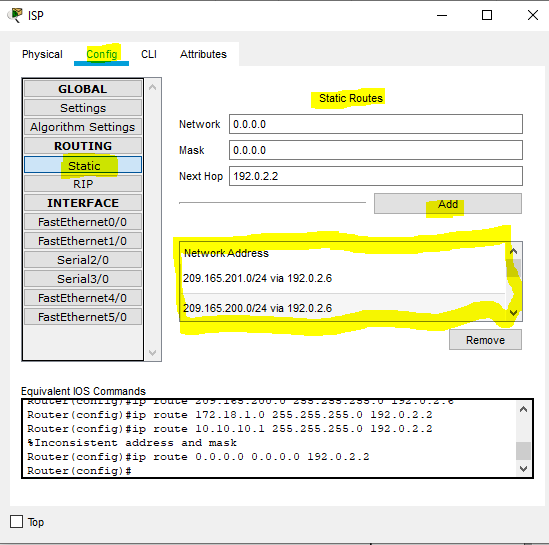 ISP
Physical Config CLI Attributes
GLOBAL
Settings
Algorithm Settings
ROUTING
Static
RIP
INTERFACE
FastEthernet0/0
FastEthernet1/0
Serial2/0
Serial3/0
FastEthernet4/0
FastEthernet5/0
Static Routes
Network 0.0.0.0
Mask 0.0.0.0
Next Hop 192.0.2.2
Add
Network Address
209.165.201.0/24 via 192.0.2.6
209.165.200.0/24 via 192.0.2.6
Remove
Equivalent IOS Commands
Router(config)#ip route 209.165.200.0 255.255.255.0 192.0.2.6
Router(config)#ip route 172.18.1.0 255.255.255.0 192.0.2.2
Router(config)#ip route 10.10.10.1 255.255.255.0 192.0.2.2
%Inconsistent address and mask
Router(config)#ip route 0.0.0.0 0.0.0.0 192.0.2.2
Router(config)#
Top